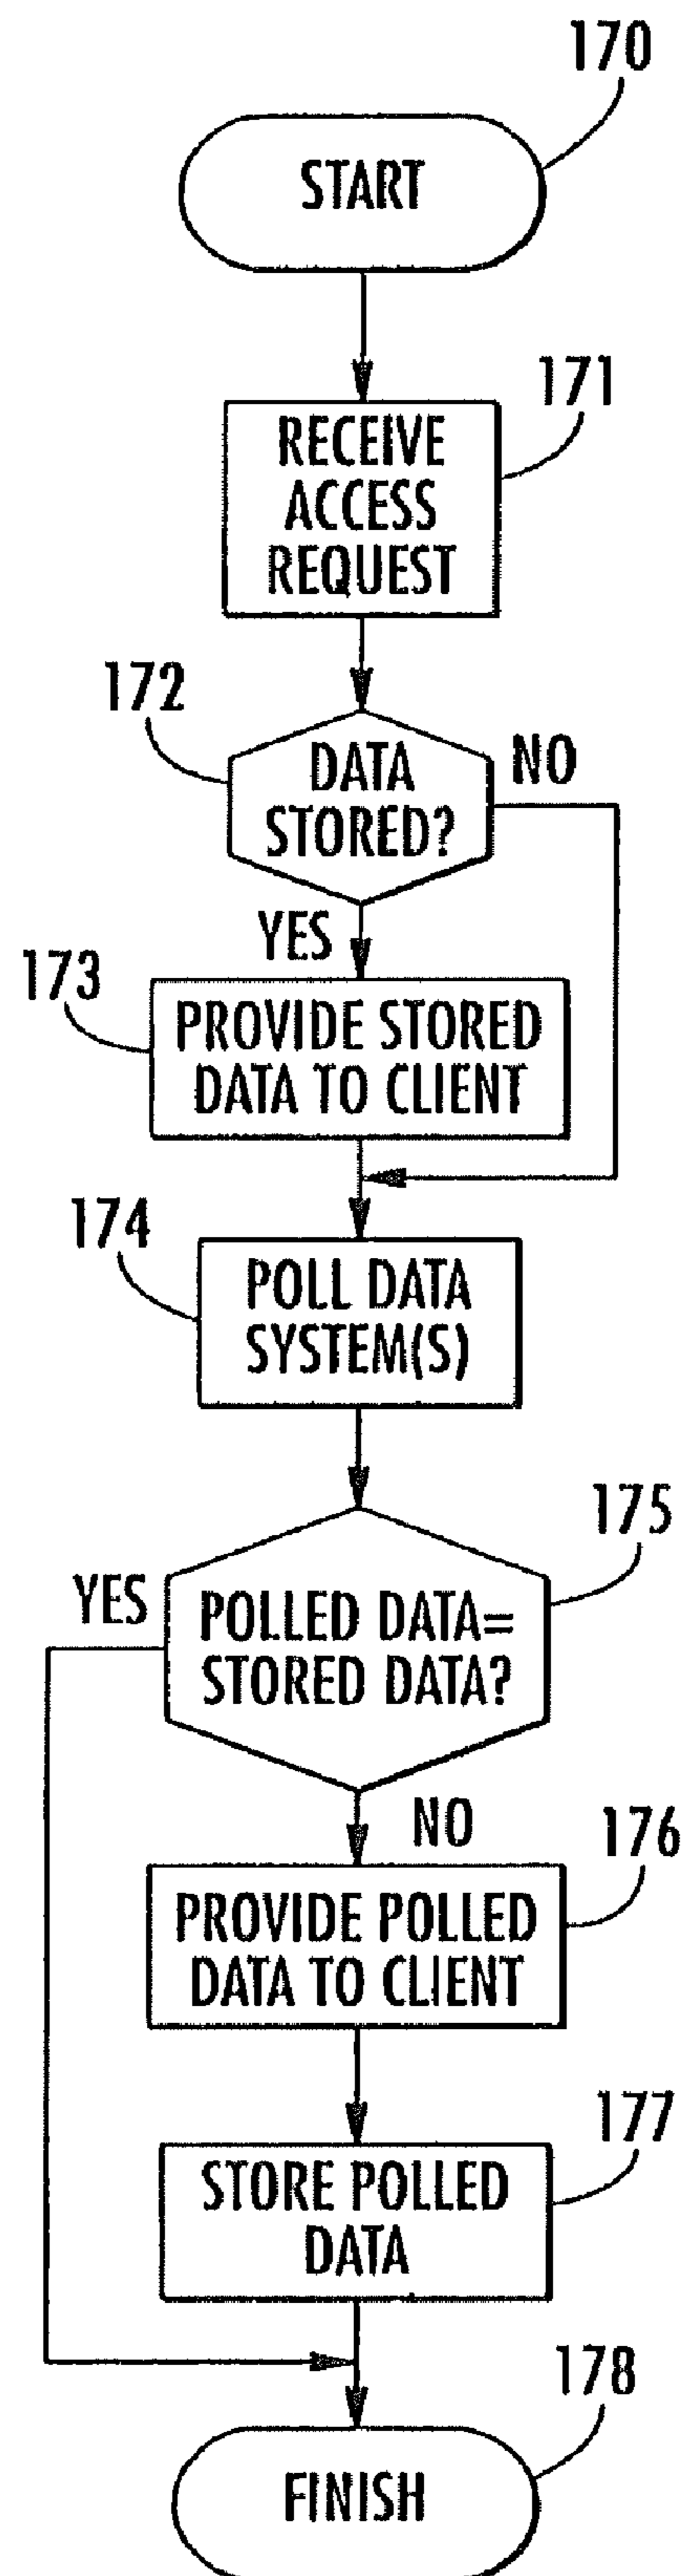 170
START
171
RECEIVE
ACCESS
REQUEST
172
DATA
STORED?
NO
YES
173
PROVIDE STORED
DATA TO CLIENT
174
POLL DATA
SYSTEM(S)
175
YES
POLLED DATA=
STORED DATA?
NO
176
PROVIDE POLLED
DATA TO CLIENT
177
STORE POLLED
DATA
178
FINISH